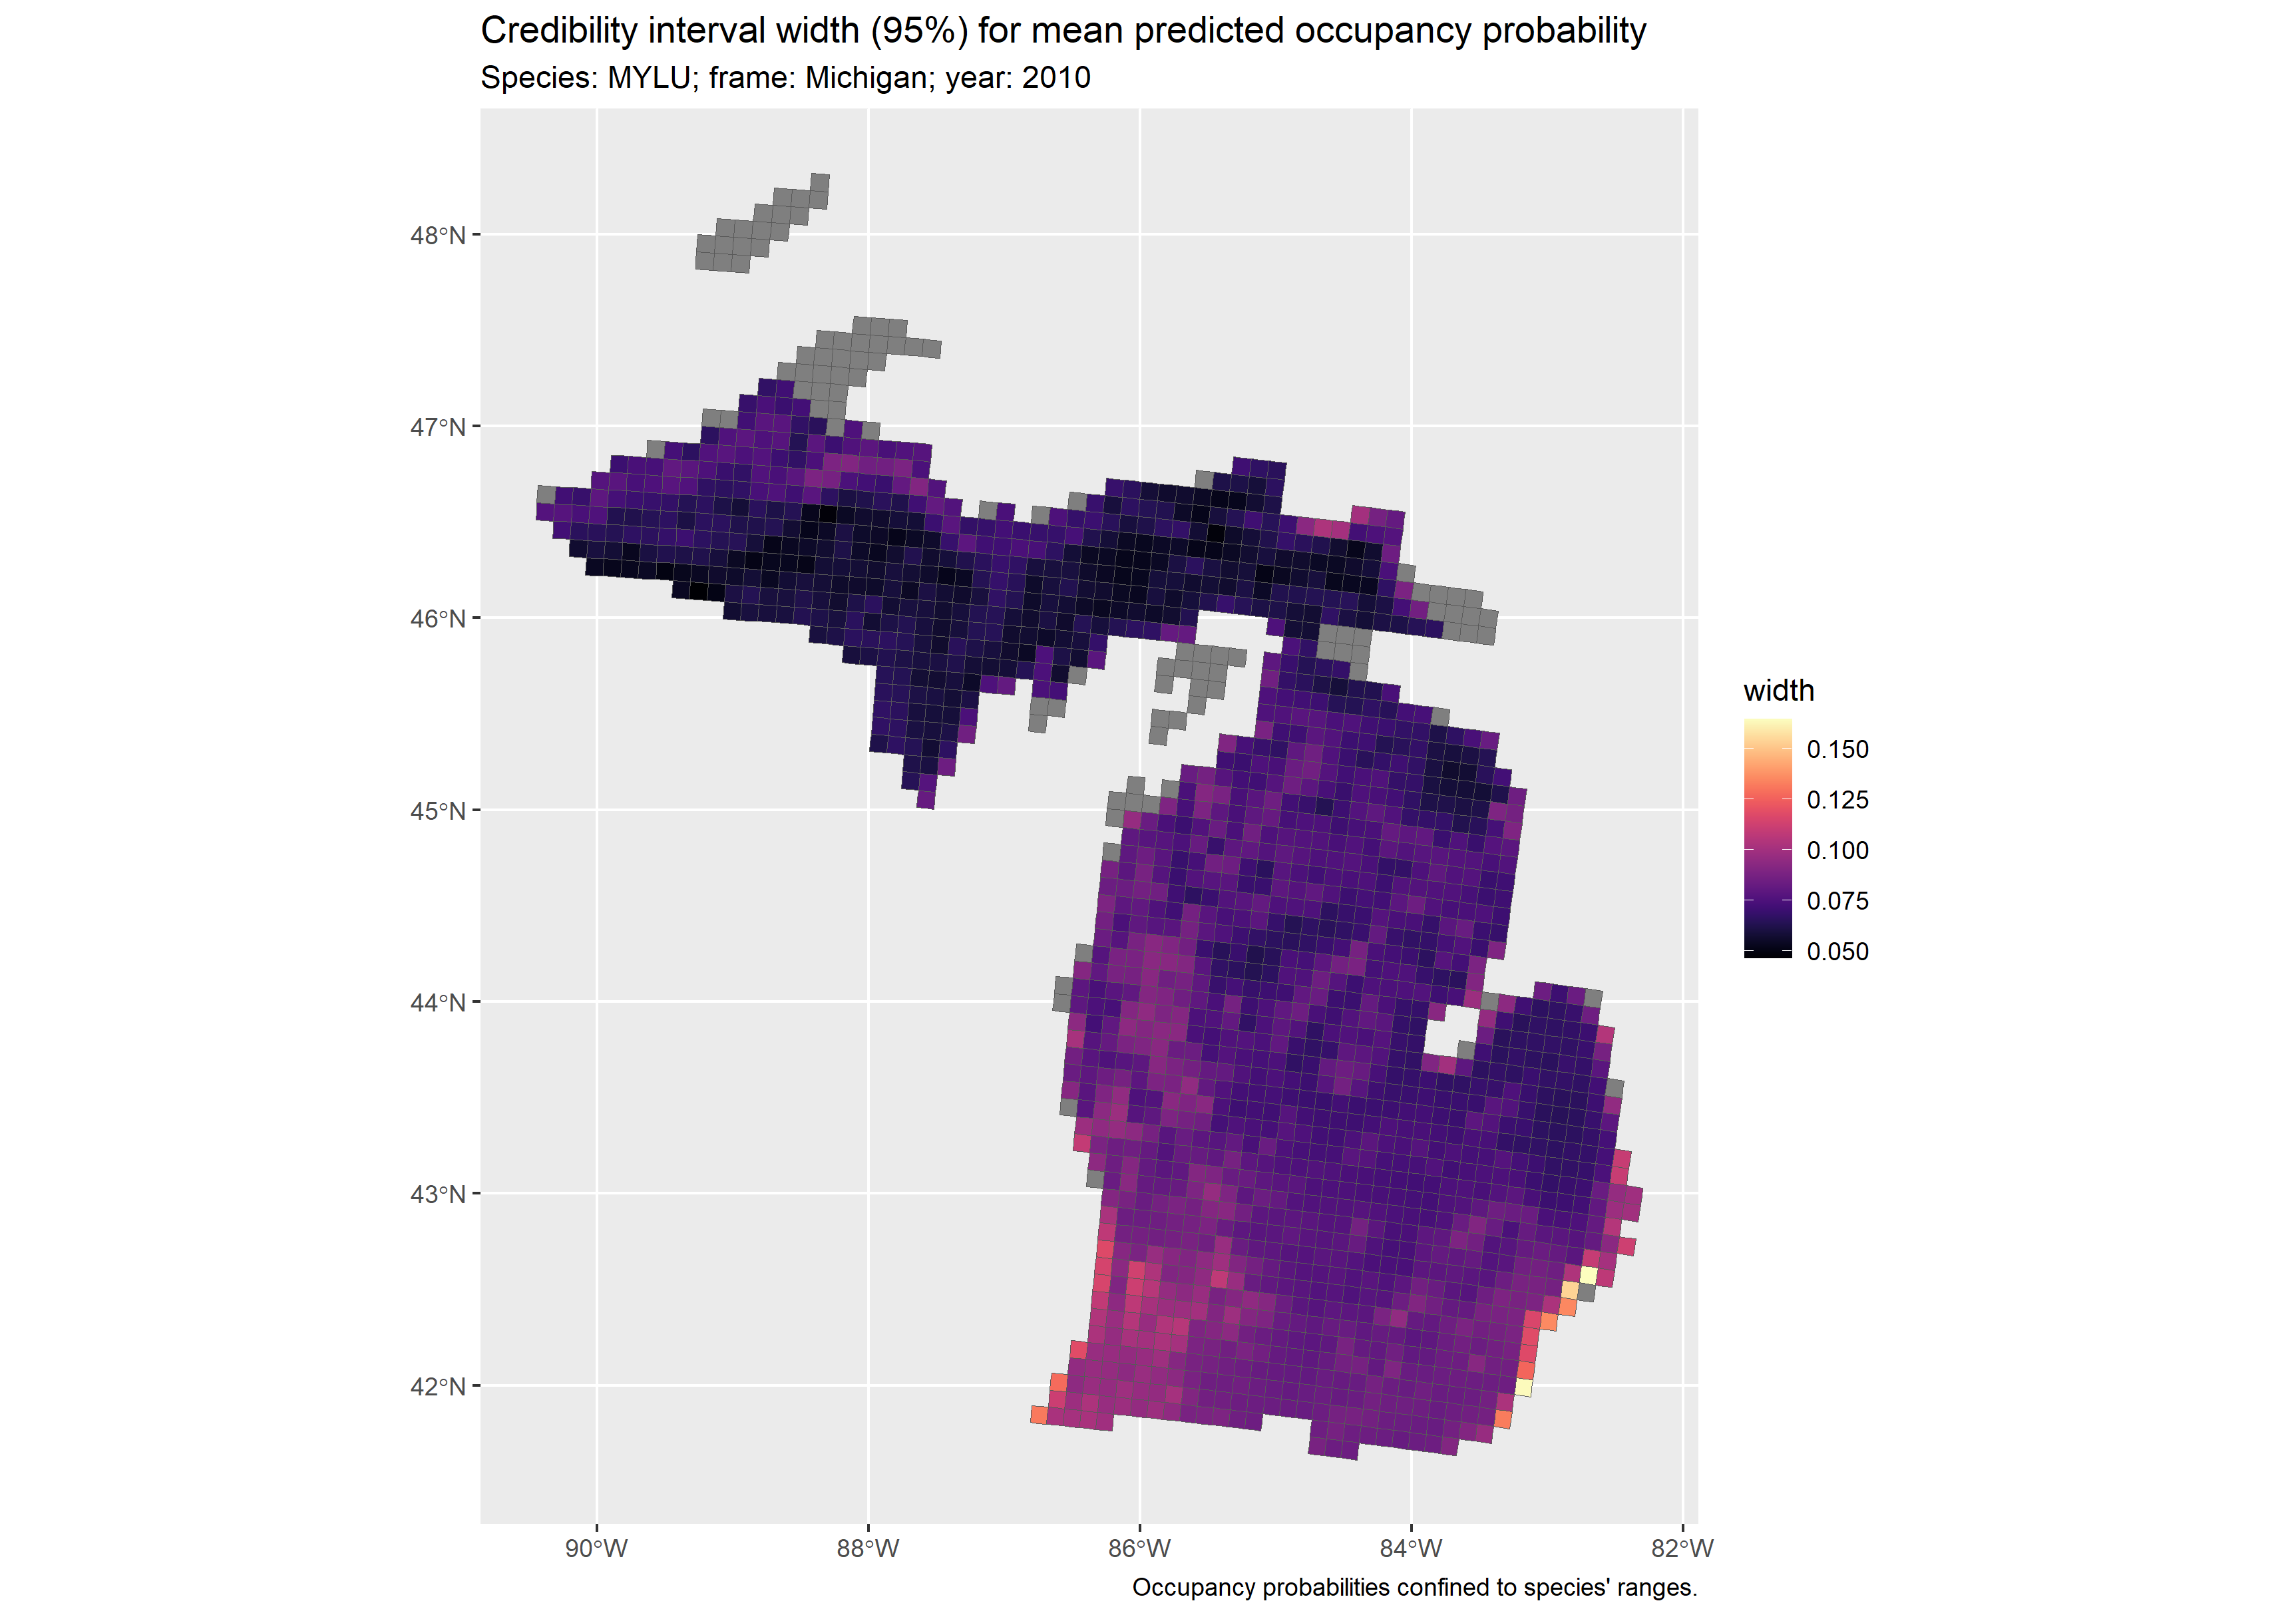 Credibility interval width (95%) for mean predicted occupancy probability
Species: MYLU; frame: Michigan; year: 2010
48°N
47°N
46°N
45°N
44°N
43°N
42°N
90°W
88°W
86°W
84°W
82°W
width
0.150
0.125
0.100
0.075
0.050
Occupancy probabilities confined to species' ranges.